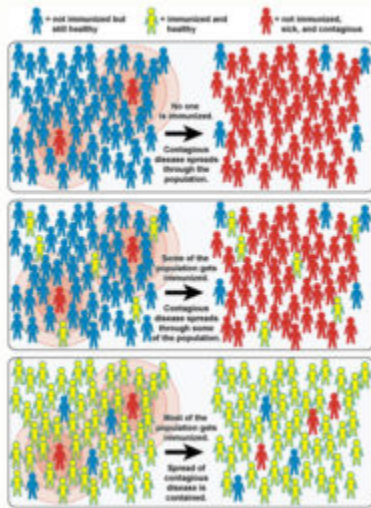 = not immunized but still healthy
= immunized and healthy
= not immunized, sick, and contagious
No one
is immunized.
Contagious
disease spreads
through the
population.
Some of the
population gets
immunized.
Contagious
disease spreads
through some
of the population.
Most of the
population gets
immunized.
Spread of
contagious
disease is
contained.